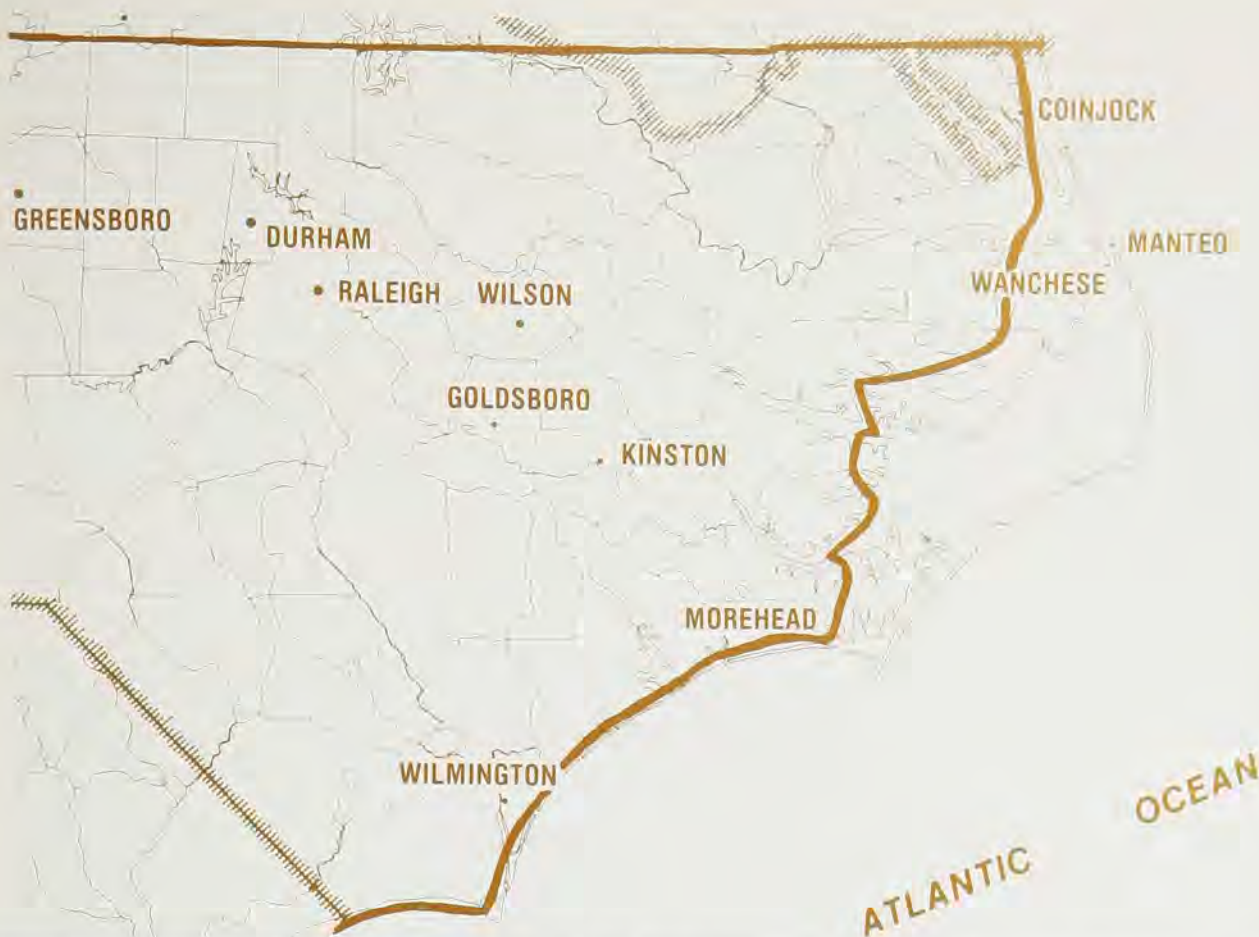 COINJOCK
GREENSBORO
DURHAM
MANTEO
RALEIGH
WILSON
WANCHESE
GOLDSBORO
KINSTON
MOREHEAD
WILMINGTON
ATLANTIC OCEAN